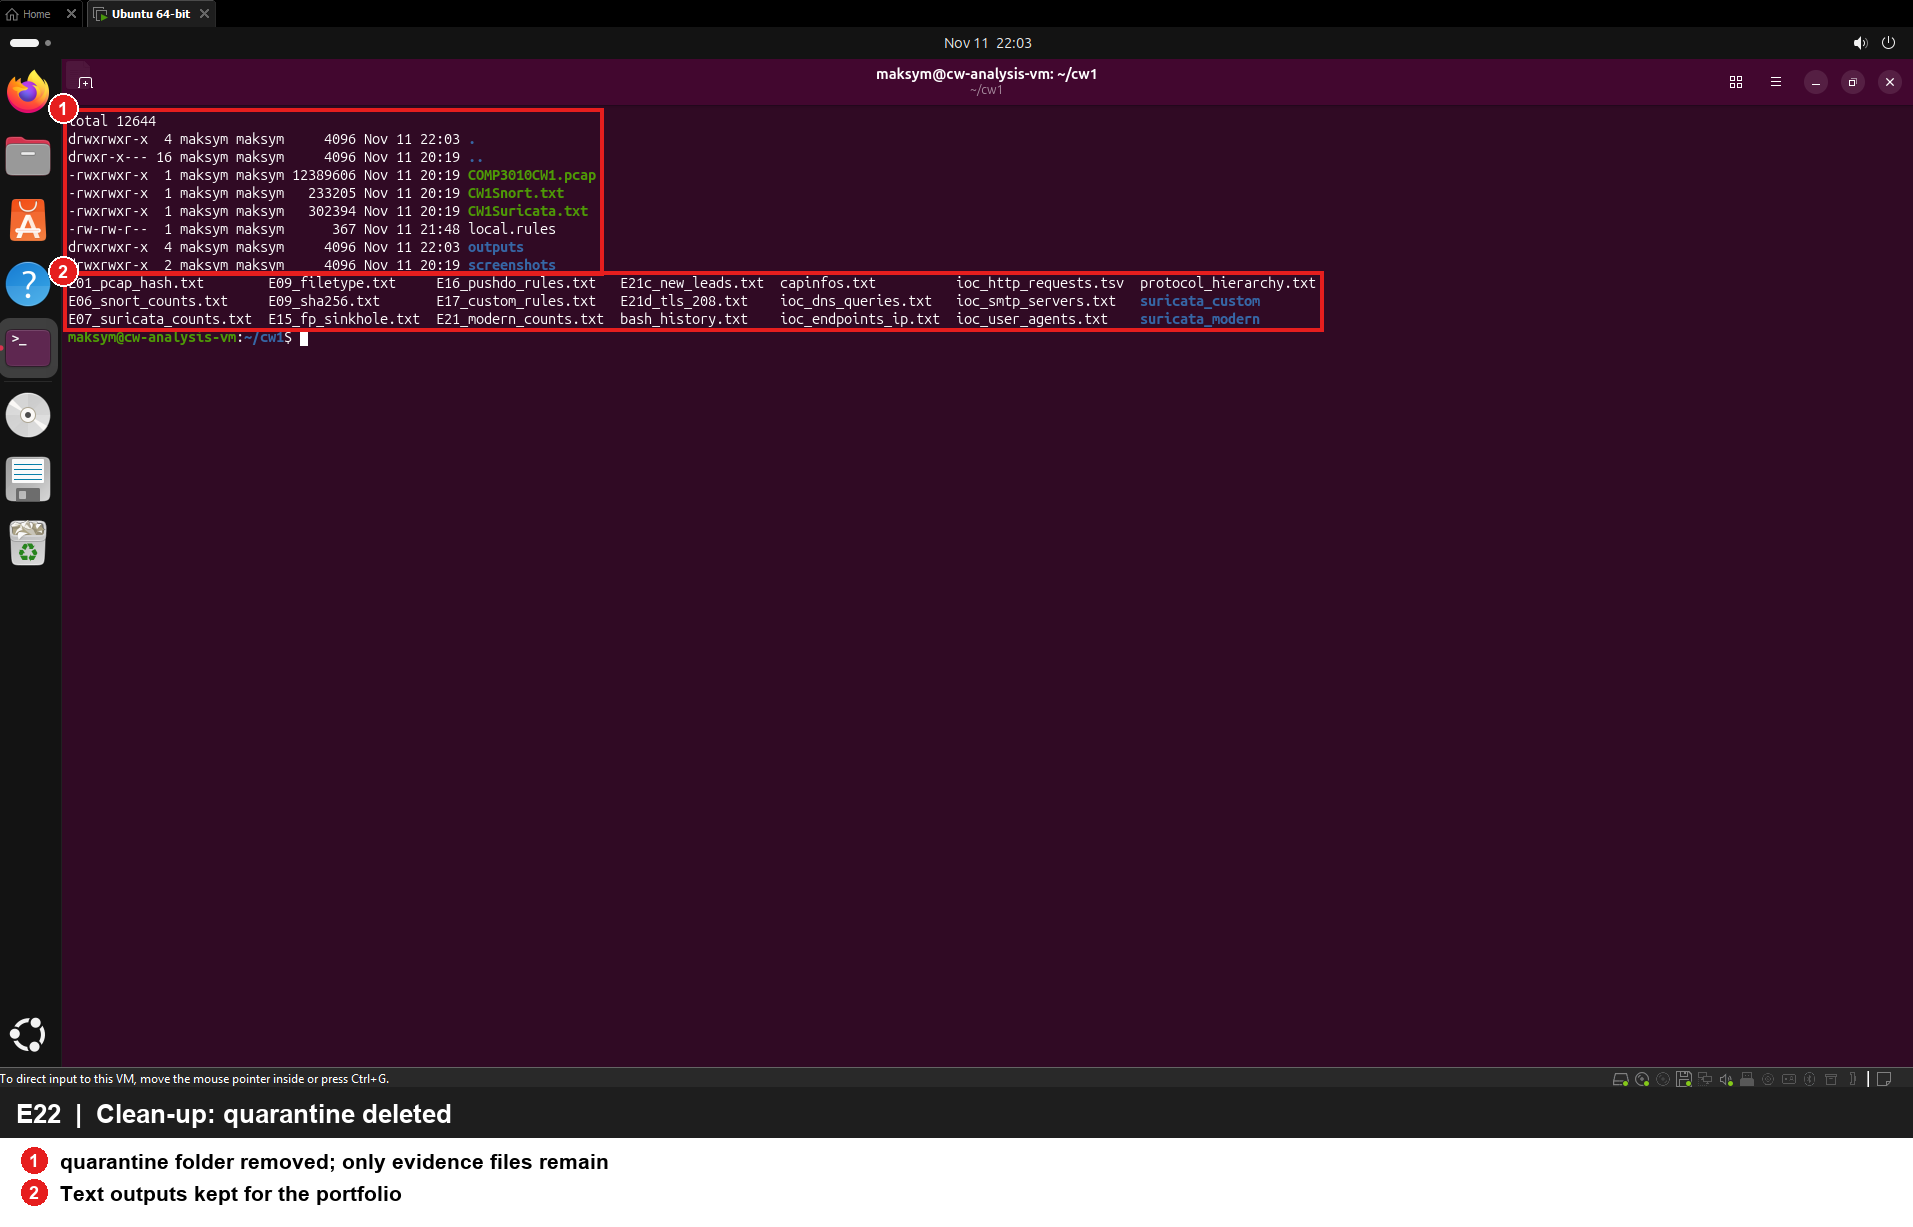 Home
Ubuntu 64-bit
Nov 11 22:03
maksym@cw-analysis-vm: ~/cw1
~/cw1
1
total 12644
drwxrwxr-x  4 maksym maksym     4096 Nov 11 22:03 .
drwxr-x--- 16 maksym maksym     4096 Nov 11 20:19 ..
-rwxrwxr-x  1 maksym maksym 12389606 Nov 11 20:19 COMP3010CW1.pcap
-rwxrwxr-x  1 maksym maksym   233205 Nov 11 20:19 CW1Snort.txt
-rwxrwxr-x  1 maksym maksym   302394 Nov 11 20:19 CW1Suricata.txt
-rw-rw-r--  1 maksym maksym      367 Nov 11 21:48 local.rules
drwxrwxr-x  4 maksym maksym     4096 Nov 11 22:03 outputs
drwxrwxr-x  2 maksym maksym     4096 Nov 11 20:19 screenshots
2
E01_pcap_hash.txt        E09_filetype.txt     E16_pushdo_rules.txt   E21c_new_leads.txt  capinfos.txt          ioc_http_requests.tsv  protocol_hierarchy.txt
E06_snort_counts.txt     E09_sha256.txt       E17_custom_rules.txt   E21d_tls_208.txt    ioc_dns_queries.txt   ioc_smtp_servers.txt   suricata_custom
E07_suricata_counts.txt  E15_fp_sinkhole.txt  E21_modern_counts.txt  bash_history.txt    ioc_endpoints_ip.txt  ioc_user_agents.txt    suricata_modern
maksym@cw-analysis-vm:~/cw1$
To direct input to this VM, move the mouse pointer inside or press Ctrl+G.
E22 | Clean-up: quarantine deleted
1 quarantine folder removed; only evidence files remain
2 Text outputs kept for the portfolio